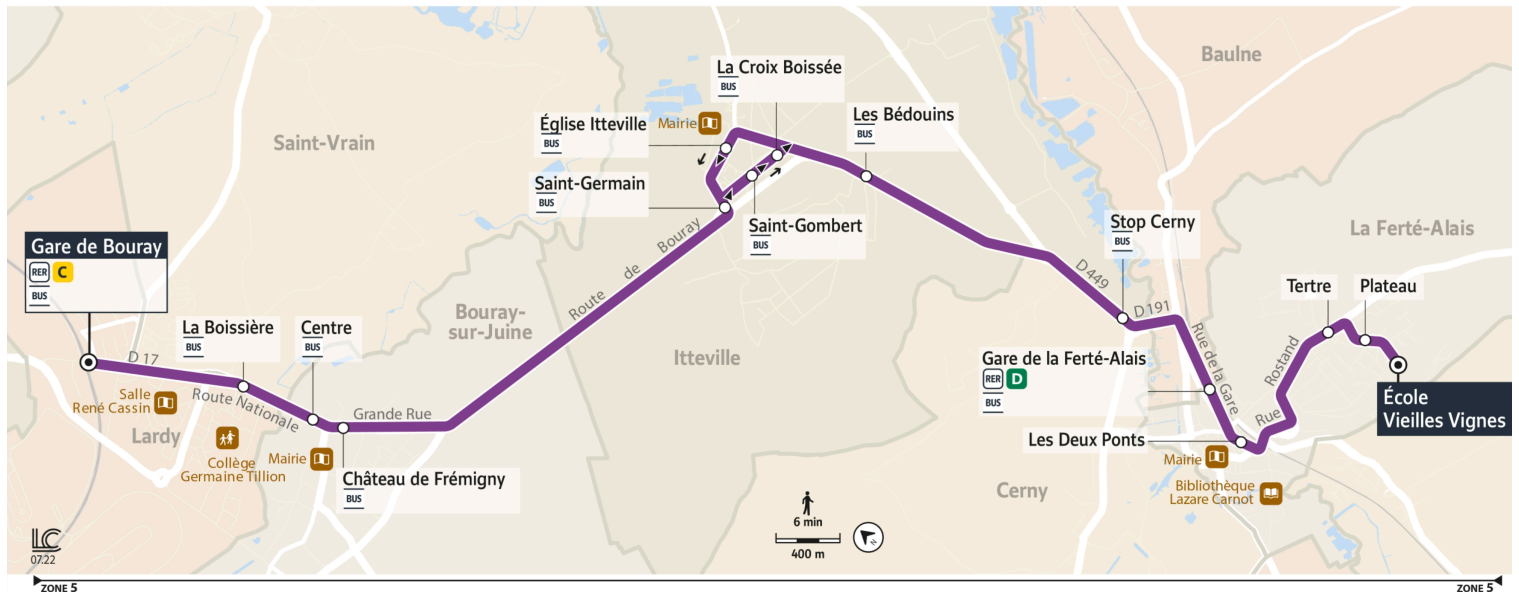 Baulne
La Croix Boissée
BUS
Église Itteville
BUS
Mairie
Les Bédouins
BUS
Saint-Vrain
Saint-Germain
BUS
Saint-Gombert
BUS
Stop Cerny
BUS
La Ferté-Alais
Gare de Bouray
RER C
BUS
Route de Bouray
D 449
D 191
Tertre
Plateau
Bouray-
sur-Juine
La Boissière
BUS
Centre
BUS
Itteville
D 17
Rue de la Gare
Rue Rostand
Gare de la Ferté-Alais
RER D
BUS
École
Vieilles Vignes
Salle
René Cassin
Route Nationale
Grande Rue
Lardy
Les Deux Ponts
Collège
Germaine Tillion
Mairie
Château de Frémigny
BUS
Mairie
Bibliothèque
Lazare Carnot
Cerny
6 min
400 m
N
LC
07.22
ZONE 5
ZONE 5